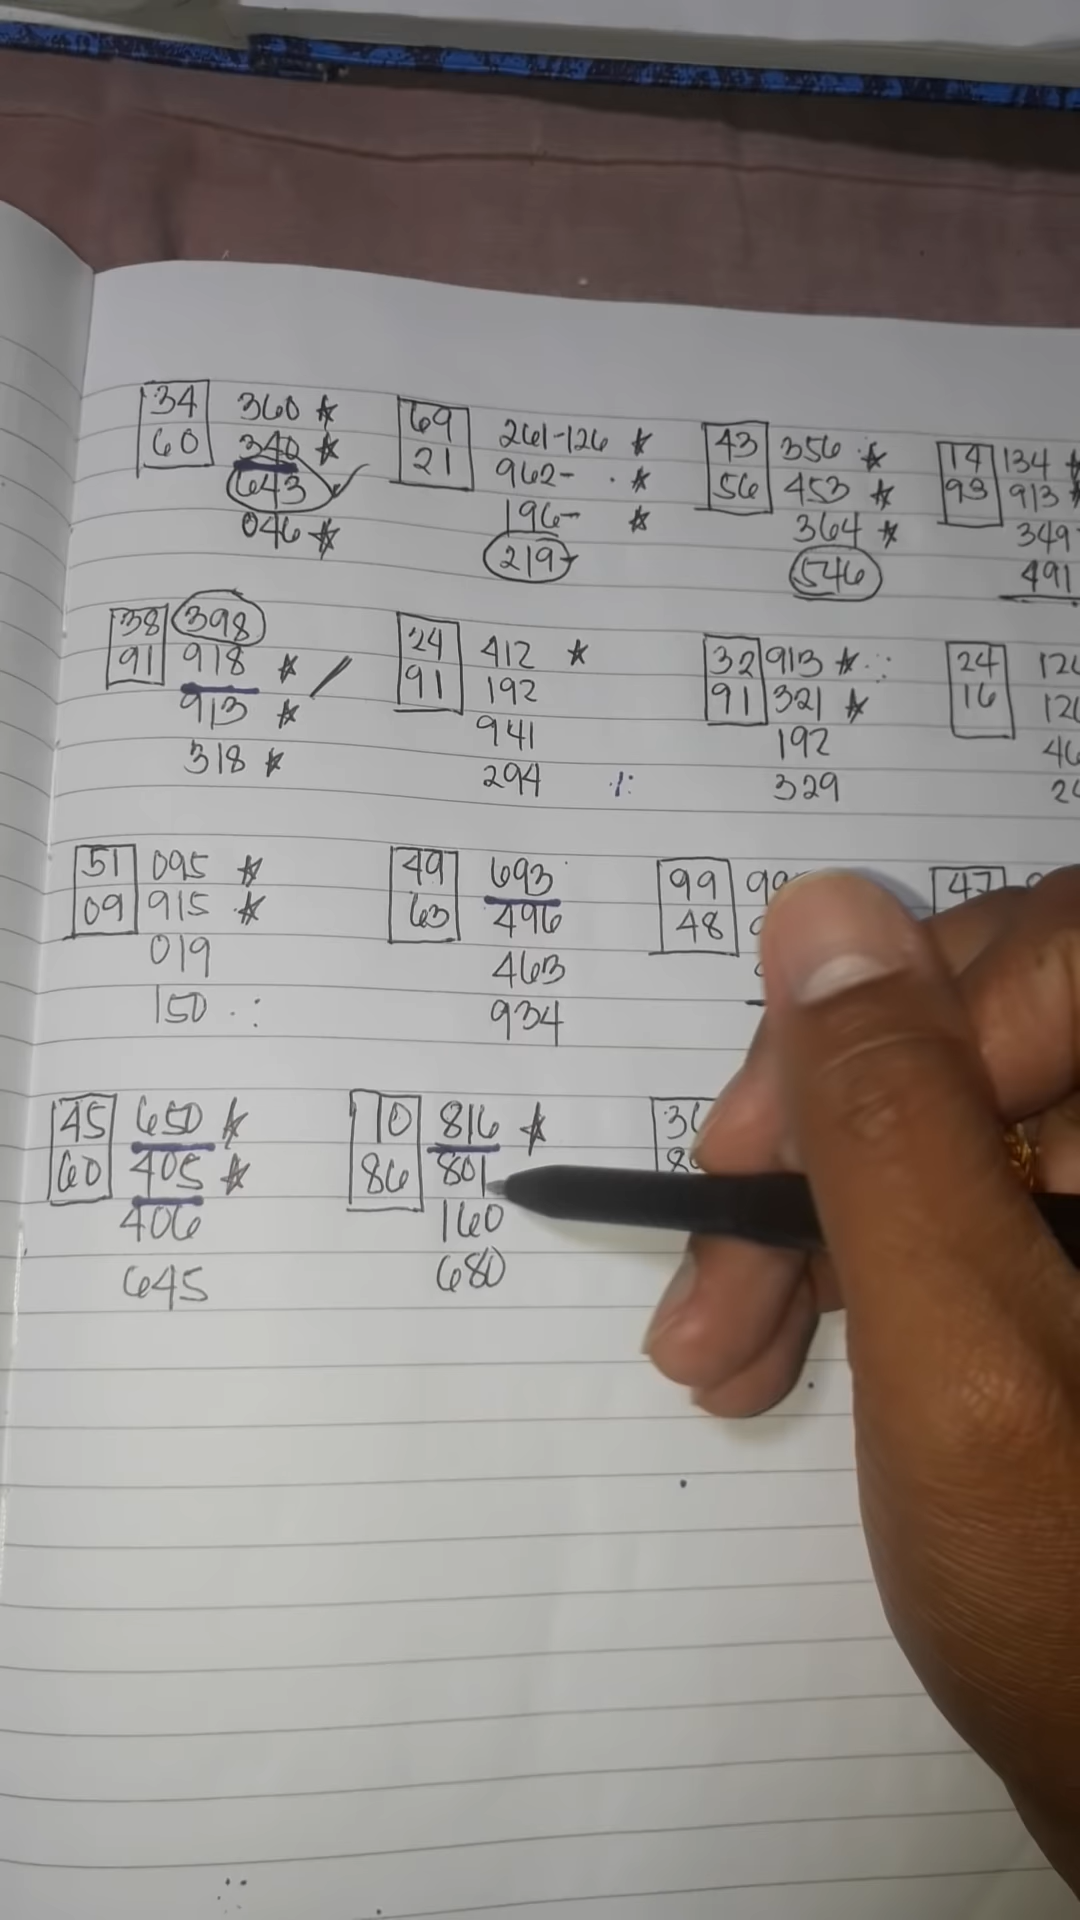 34 360 ☆
60 340 ☆
643 ✓
046 ☆
69 261-126 ☆
21 962- ☆
196- ☆
219-
43 356 ☆
56 453 ☆
364 ☆
546
14 134
93 913
349
491
38 398
91 918 ☆ /
913 ☆
318 ☆
24 412 ☆
91 192
941
294
32 913 ☆
91 321 ☆
192
329
24
16
51 095 ☆
09 915 ☆
019
150
49 693
63 496
463
934
99
48
47
45 650 ☆
60 405 ☆
406
645
10 816 ☆
86 801
160
680